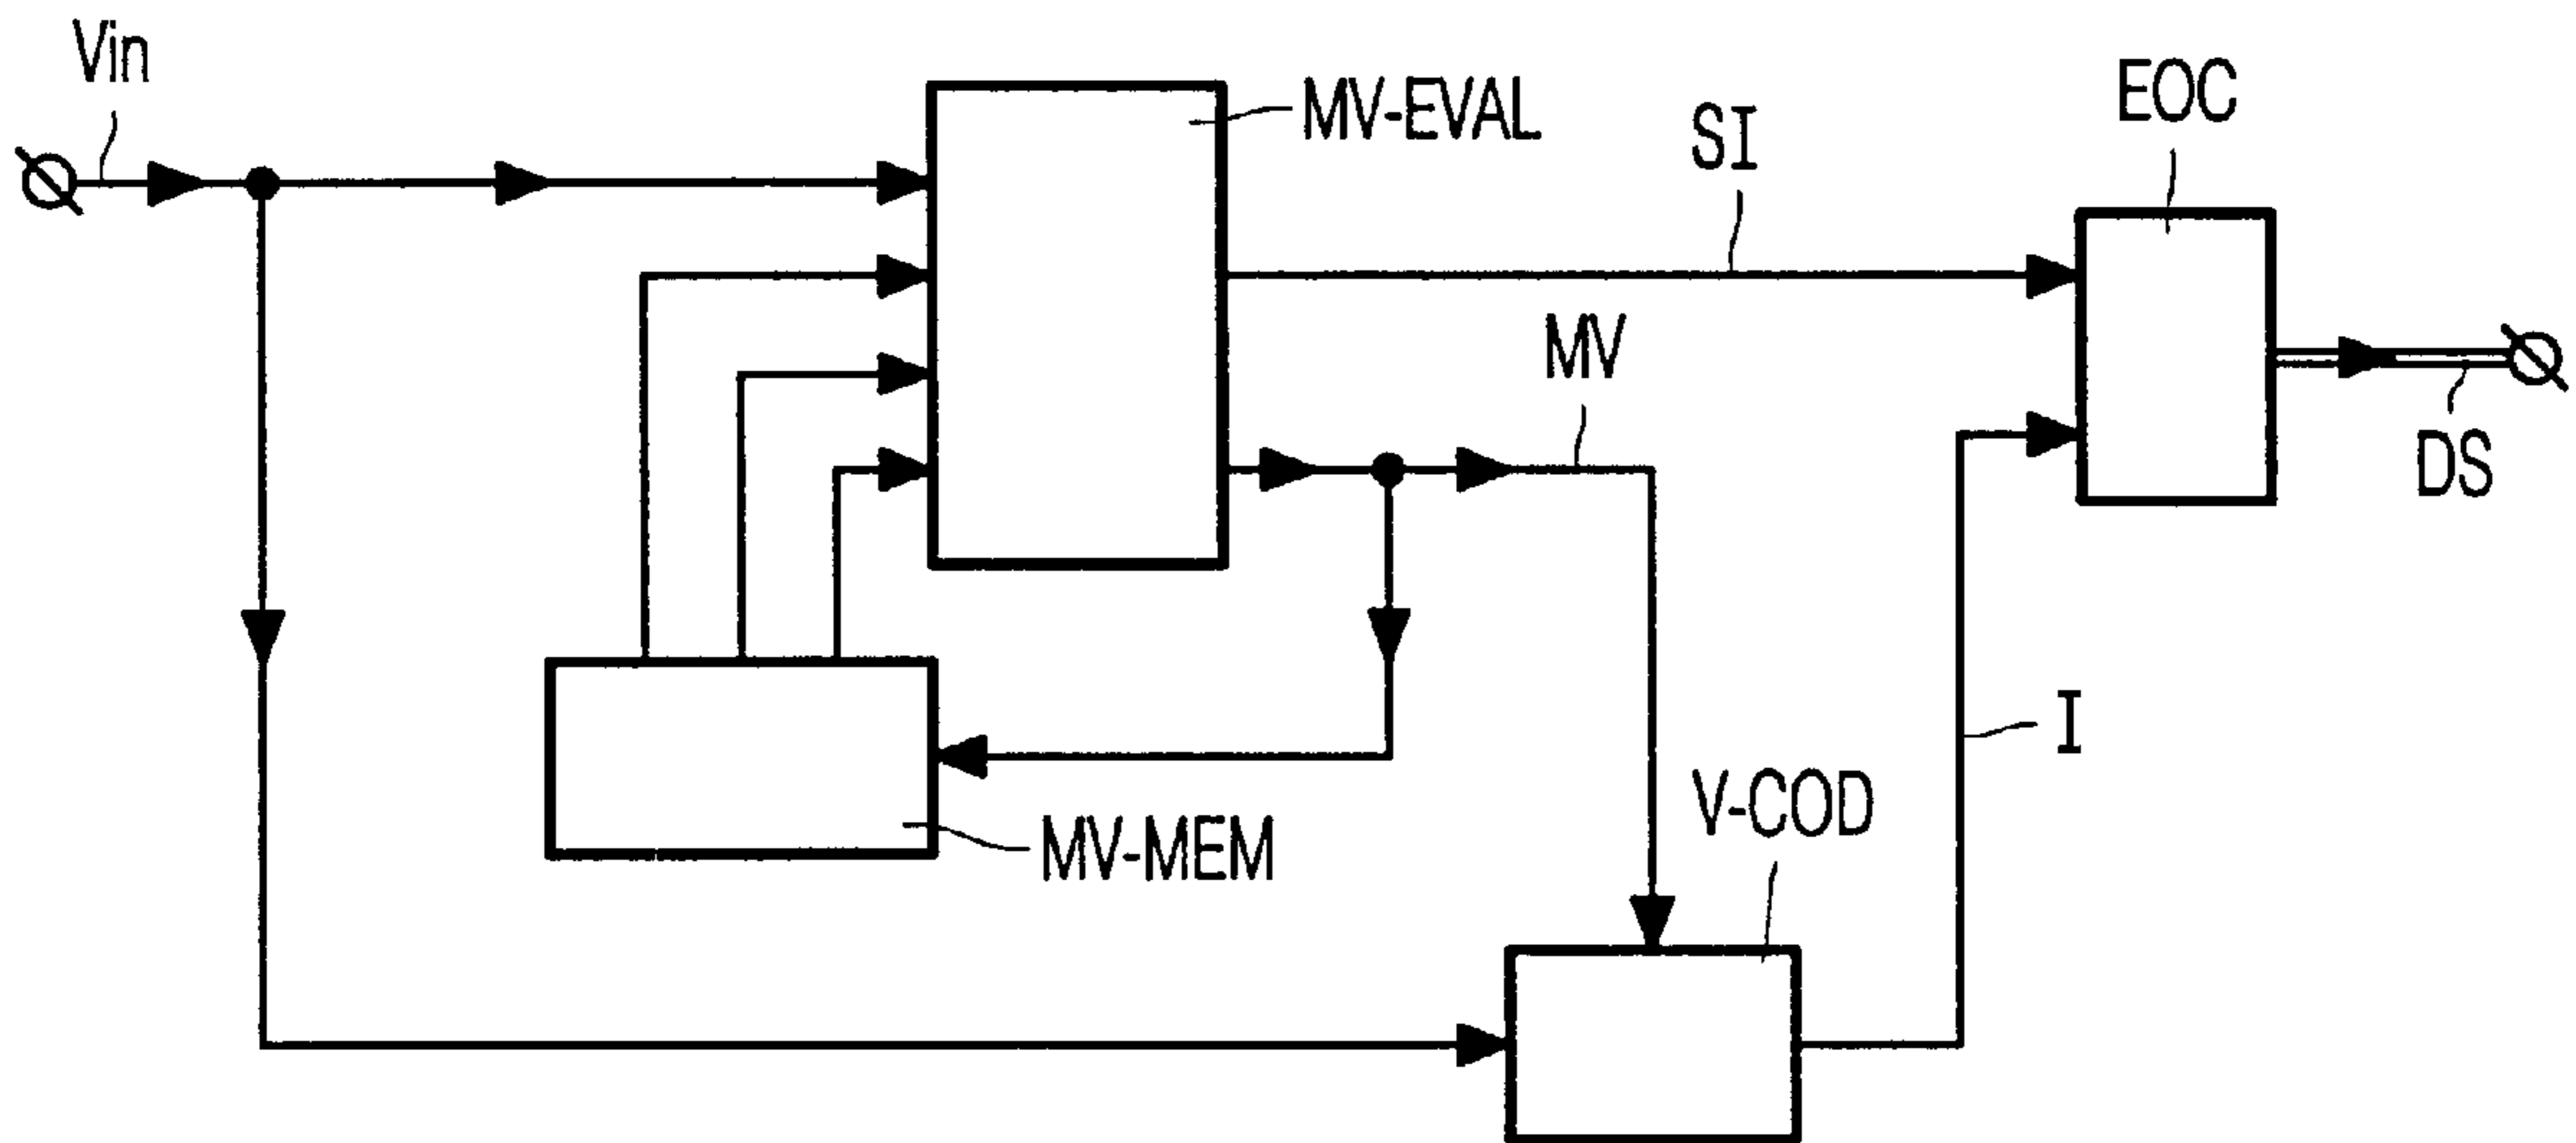 Vin
MV-EVAL
SI
EOC
MV
DS
I
V-COD
MV-MEM